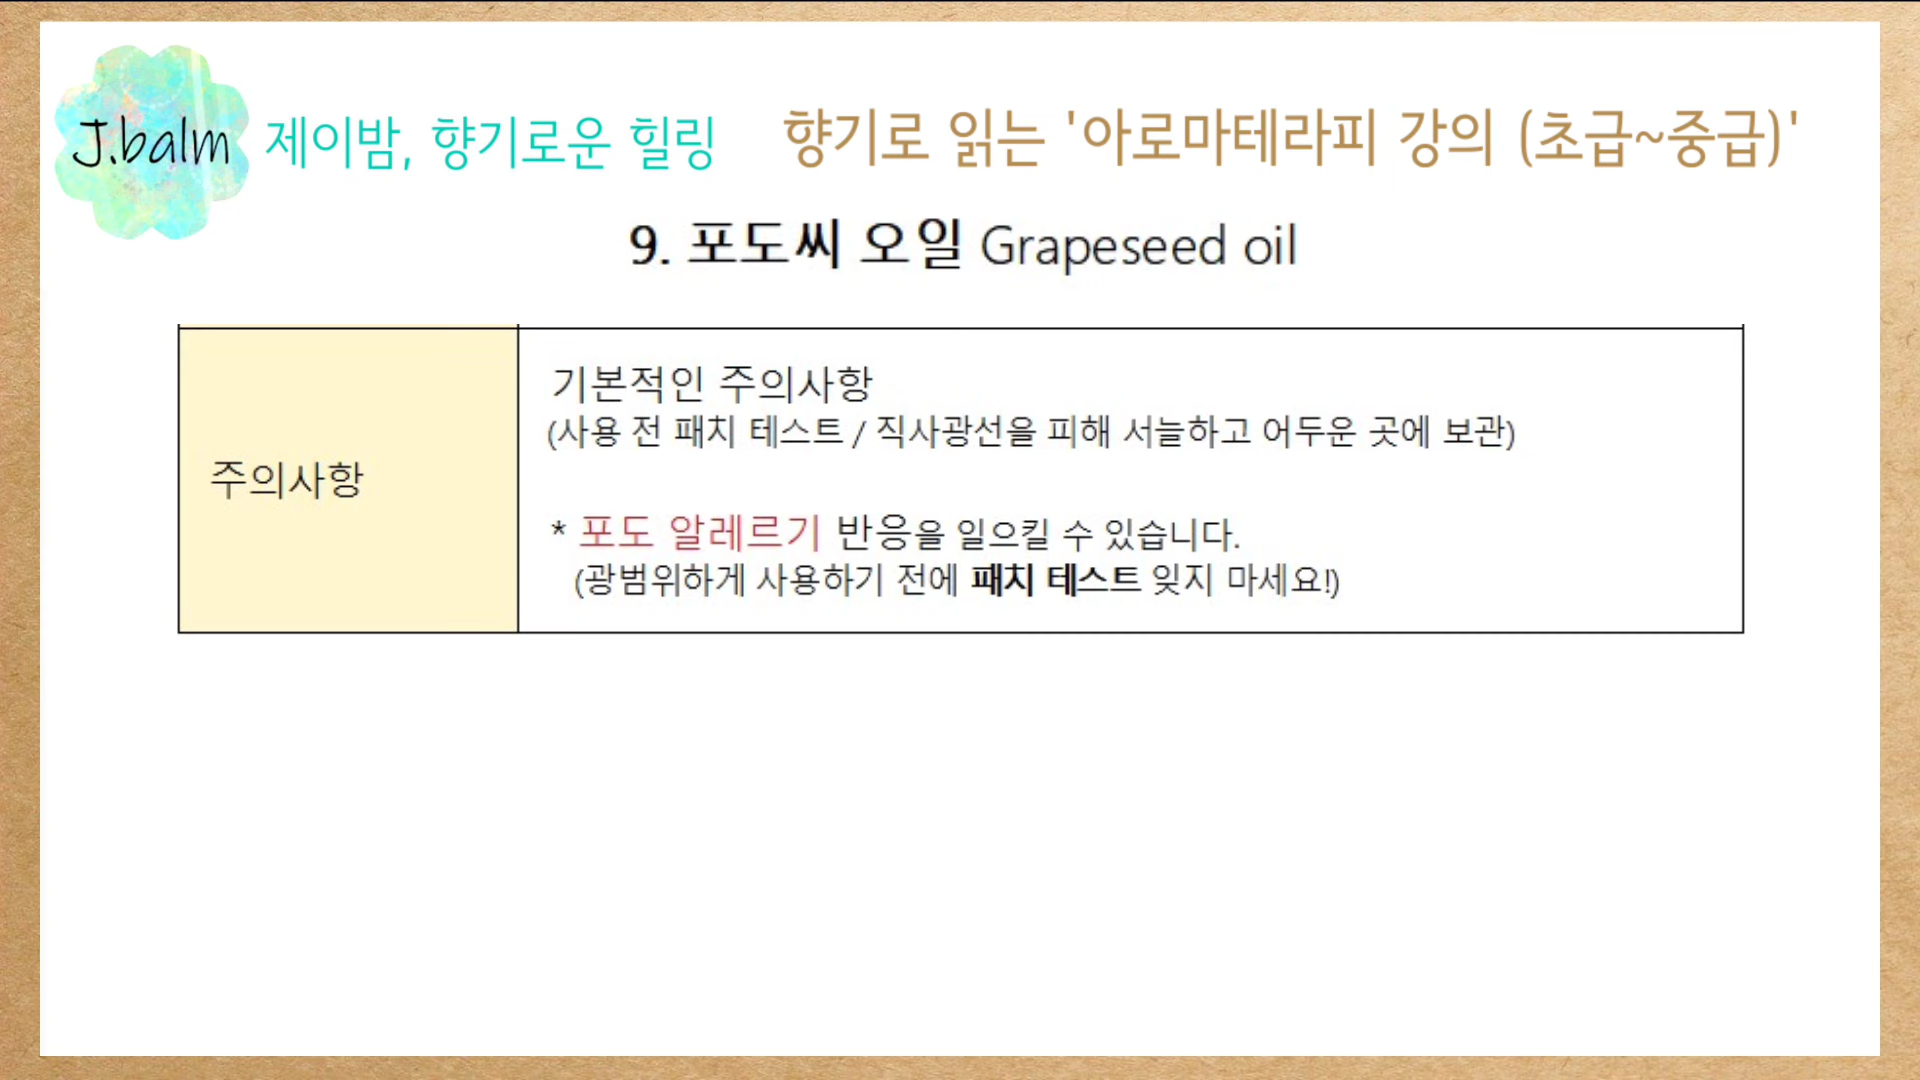 J.balm 제이밤, 향기로운 힐링 향기로 읽는 '아로마테라피 강의 (초급~중급)'
9. 포도씨 오일 Grapeseed oil
주의사항
기본적인 주의사항
(사용 전 패치 테스트 / 직사광선을 피해 서늘하고 어두운 곳에 보관)
* 포도 알레르기 반응을 일으킬 수 있습니다.
(광범위하게 사용하기 전에 패치 테스트 잊지 마세요!)